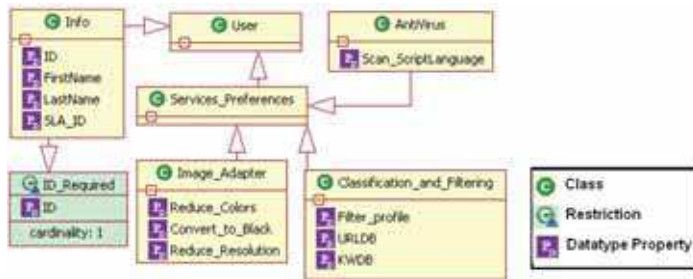 Info
ID
FirstName
LastName
SLA_ID
User
AntiVirus
Scan_ScriptLanguage
Services_Preferences
ID_Required
ID
cardinality: 1
Image_Adapter
Reduce_Colors
Convert_to_Black
Reduce_Resolution
Classification_and_Filtering
Filter_profile
URLDB
KWDB
Class
Restriction
Datatype Property